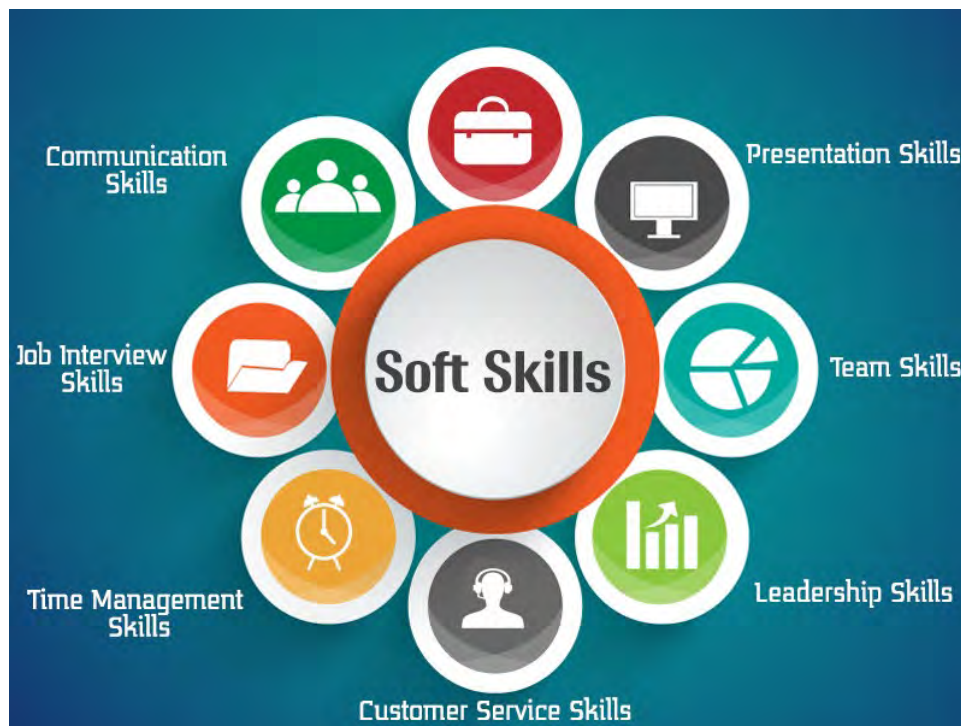 Communication
Skills
Presentation Skills
Job Interview
Skills
Soft Skills
Team Skills
Time Management
Skills
Leadership Skills
Customer Service Skills